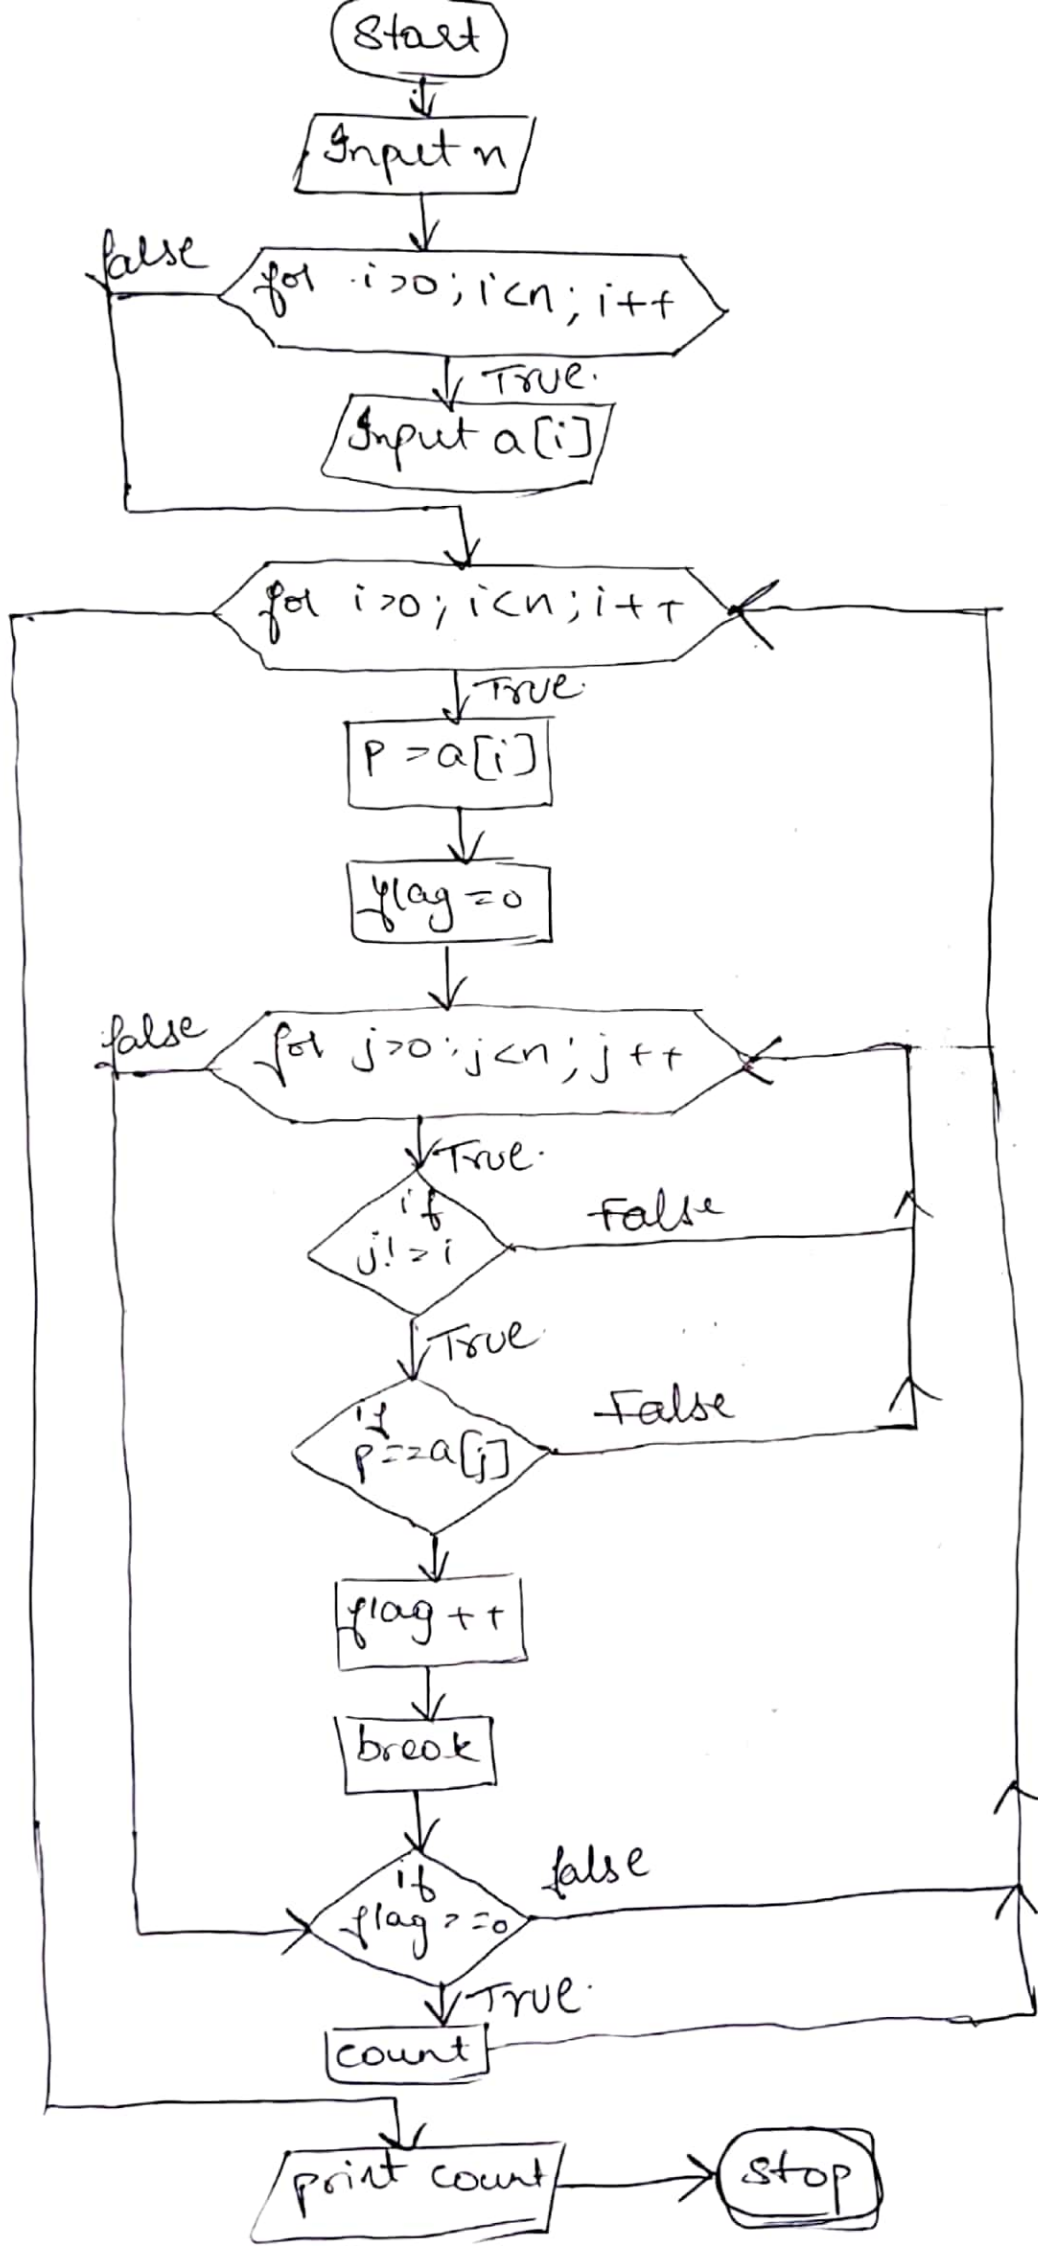 Start
Input n
false
for i>0; i<n; i++
True.
Input a[i]
for i>0; i<n; i++
True.
P >a[i]
flag =0
false
for j>0; j<n; j++
True.
if
j! > i
False
True
if
p==a[j]
False
flag ++
break
if
flag >=0
false
True.
count
print count
stop